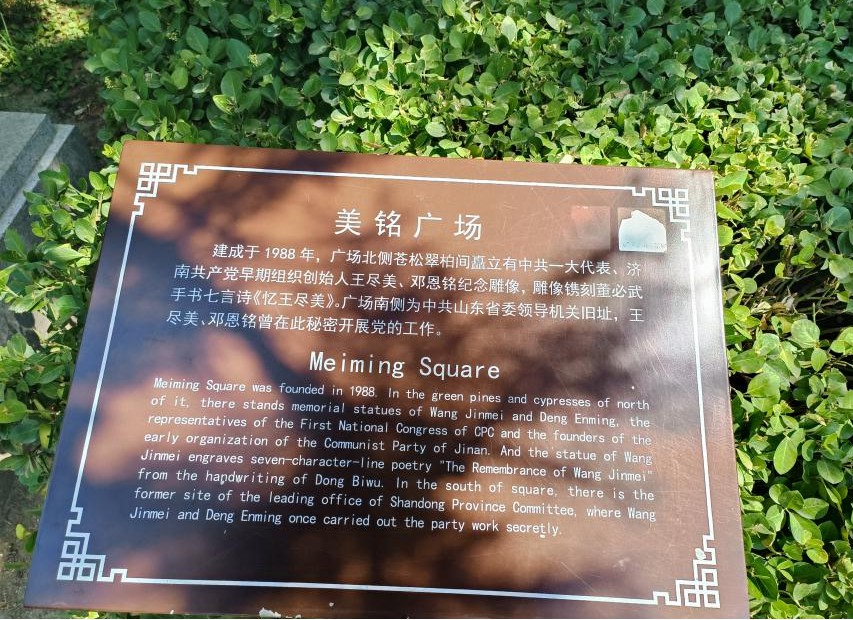 美铭广场
建成于1988年，广场北侧苍松翠柏间矗立有中共一大代表、济
南共产党早期组织创始人王尽美、邓恩铭纪念雕像，雕像镌刻董必武
手书七言诗《忆王尽美》。广场南侧为中共山东省委领导机关旧址，王
尽美、邓恩铭曾在此秘密开展党的工作。
Meiming Square
Meiming Square was founded in 1988. In the green pines and cypresses of north
of it, there stands memorial statues of Wang Jinmei and Deng Enming, the
representatives of the First National Congress of CPC and the founders of the
early organization of the Communist Party of Jinan. And the statue of Wang
Jinmei engraves seven-character-line poetry "The Remembrance of Wang Jinmei"
from the handwriting of Dong Biwu. In the south of square, there is the
former site of the leading office of Shandong Province Committee, where Wang
Jinmei and Deng Enming once carried out the party work secretly.